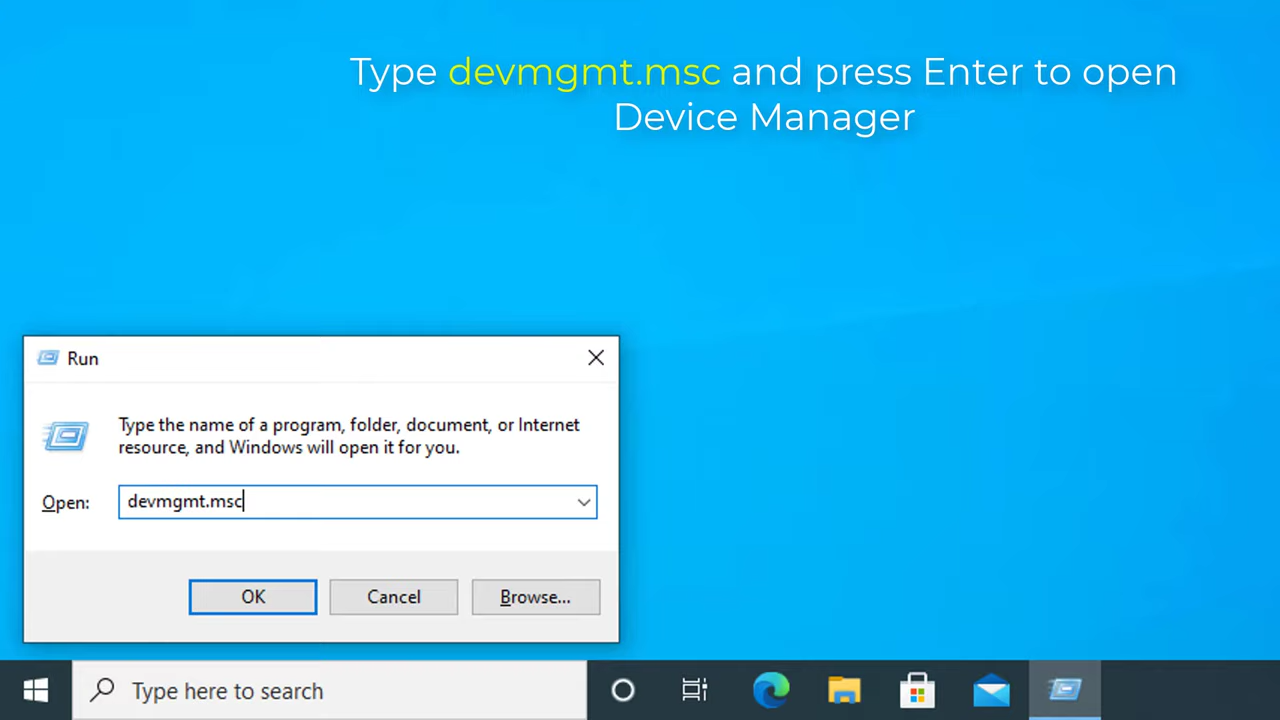 Type devmgmt.msc and press Enter to open
Device Manager
Run
Type the name of a program, folder, document, or Internet
resource, and Windows will open it for you.
Open: devmgmt.msc
OK Cancel Browse...
Type here to search